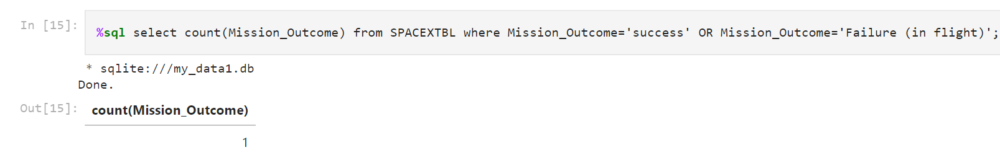 In [15]: %sql select count(Mission_Outcome) from SPACEXTBL where Mission_Outcome='success' OR Mission_Outcome='Failure (in flight)';
* sqlite:///my_data1.db
Done.
Out[15]: count(Mission_Outcome)
1